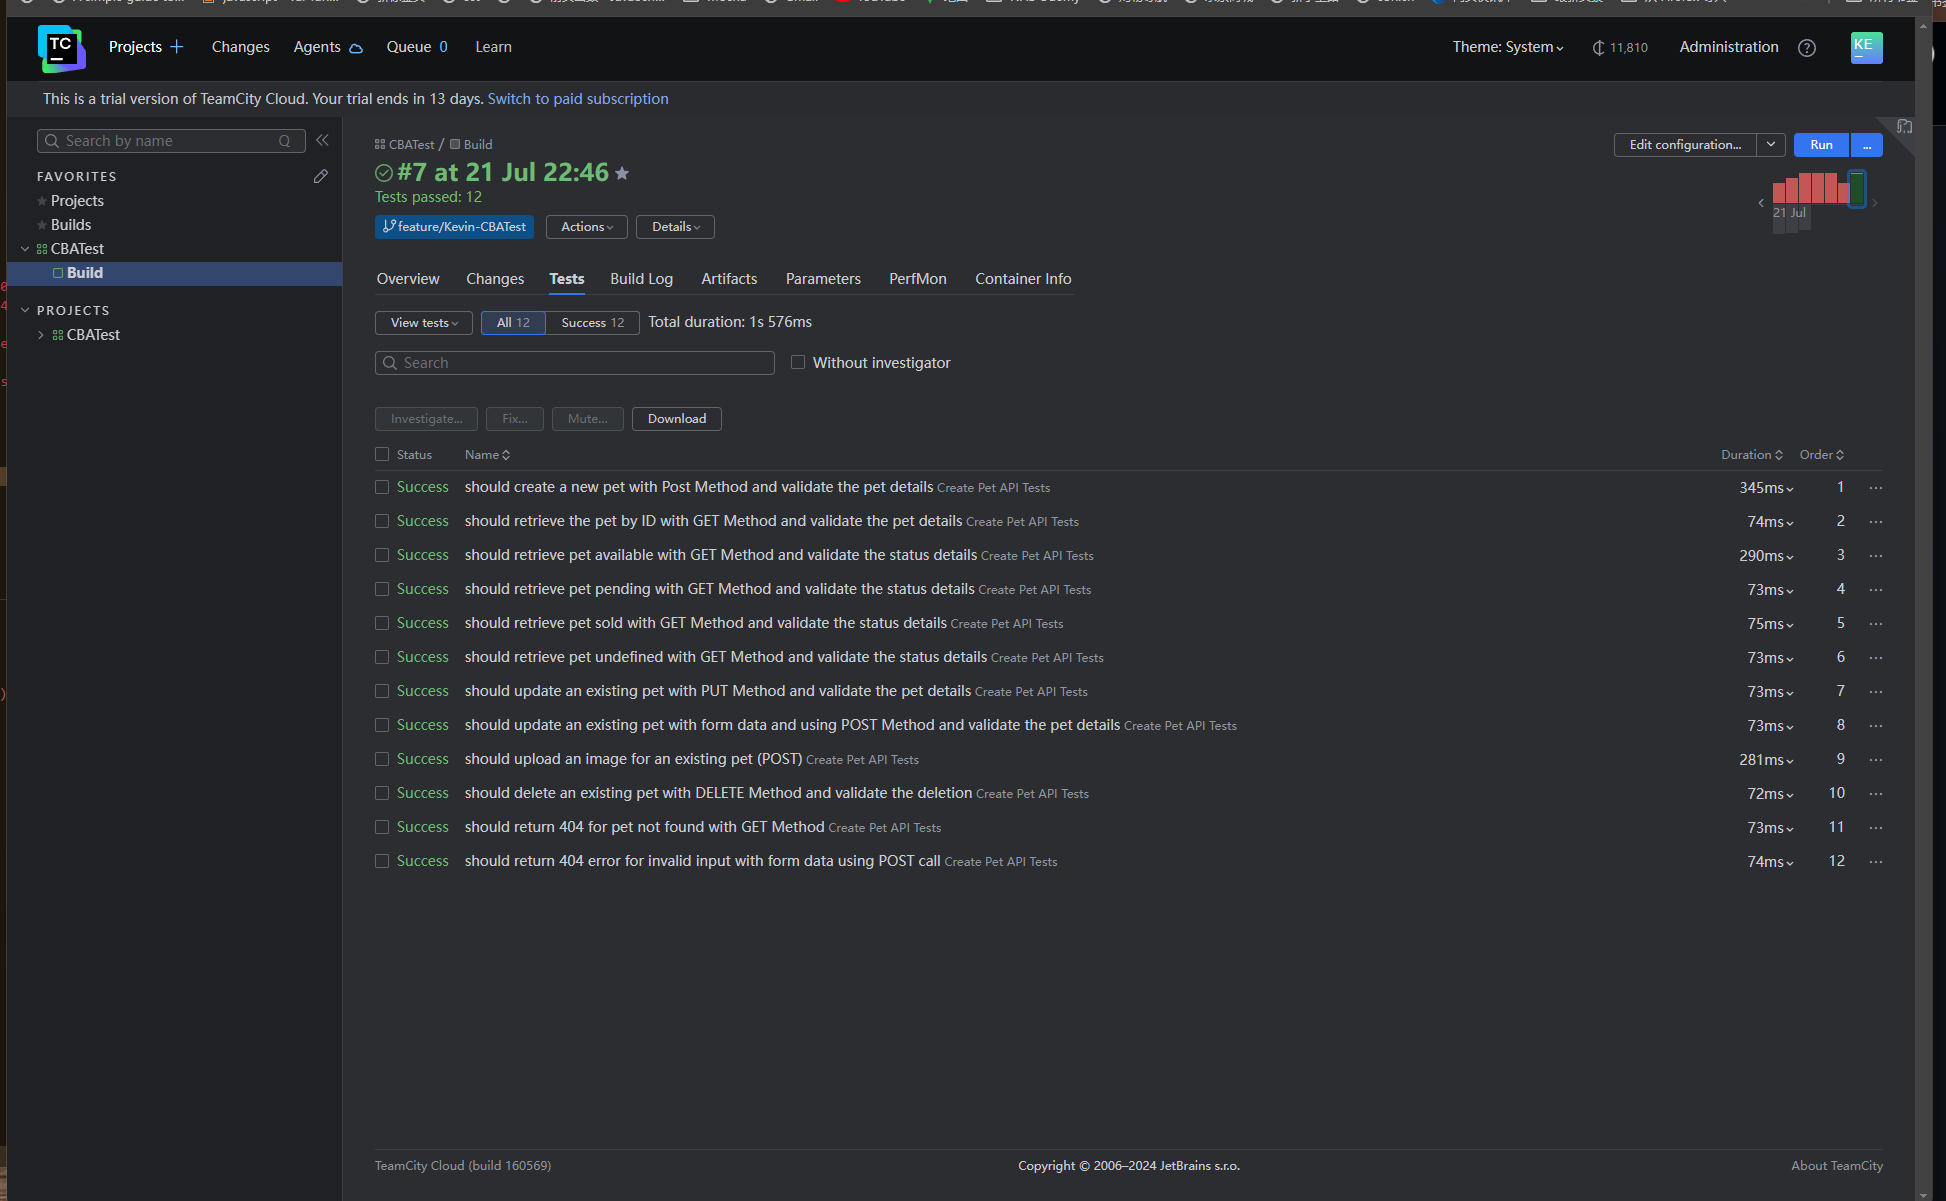 TC
Projects
Changes
Agents
Queue 0
Learn
Theme: System
11,810
Administration
KE
This is a trial version of TeamCity Cloud. Your trial ends in 13 days. Switch to paid subscription
Search by name Q
FAVORITES
Projects
Builds
CBATest
Build
PROJECTS
CBATest
CBATest / Build
Edit configuration...
Run
...
#7 at 21 Jul 22:46
Tests passed: 12
21 Jul
feature/Kevin-CBATest
Actions
Details
Overview
Changes
Tests
Build Log
Artifacts
Parameters
PerfMon
Container Info
View tests
All 12
Success 12
Total duration: 1s 576ms
Search
Without investigator
Investigate...
Fix...
Mute...
Download
Status Name Duration Order
Success should create a new pet with Post Method and validate the pet details Create Pet API Tests 345ms 1
Success should retrieve the pet by ID with GET Method and validate the pet details Create Pet API Tests 74ms 2
Success should retrieve pet available with GET Method and validate the status details Create Pet API Tests 290ms 3
Success should retrieve pet pending with GET Method and validate the status details Create Pet API Tests 73ms 4
Success should retrieve pet sold with GET Method and validate the status details Create Pet API Tests 75ms 5
Success should retrieve pet undefined with GET Method and validate the status details Create Pet API Tests 73ms 6
Success should update an existing pet with PUT Method and validate the pet details Create Pet API Tests 73ms 7
Success should update an existing pet with form data and using POST Method and validate the pet details Create Pet API Tests 73ms 8
Success should upload an image for an existing pet (POST) Create Pet API Tests 281ms 9
Success should delete an existing pet with DELETE Method and validate the deletion Create Pet API Tests 72ms 10
Success should return 404 for pet not found with GET Method Create Pet API Tests 73ms 11
Success should return 404 error for invalid input with form data using POST call Create Pet API Tests 74ms 12
TeamCity Cloud (build 160569)
Copyright © 2006–2024 JetBrains s.r.o.
About TeamCity